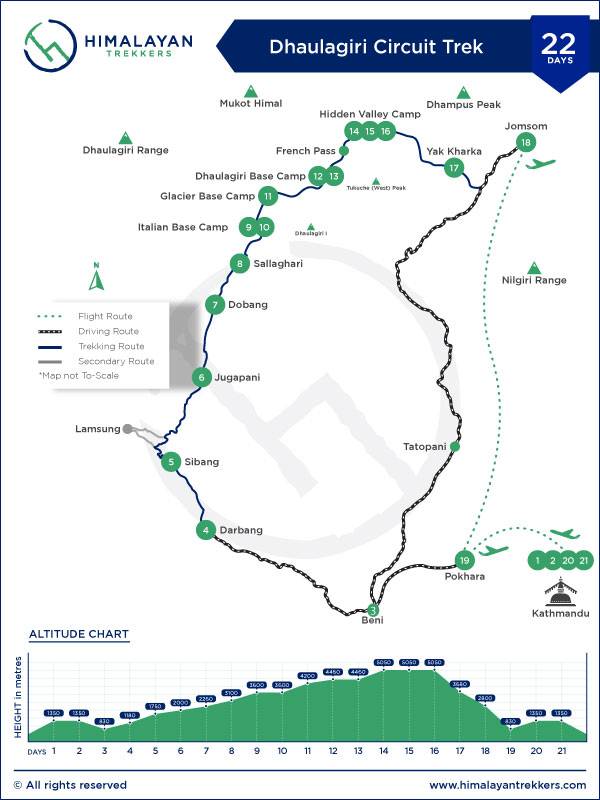 HIMALAYAN
TREKKERS
Dhaulagiri Circuit Trek
22
DAYS
Mukot Himal
Dhampus Peak
Hidden Valley Camp
Jomsom
14 15 16
18
Dhaulagiri Range
French Pass
Yak Kharka
17
Dhaulagiri Base Camp
12 13
Tukuche (West) Peak
Glacier Base Camp
11
Italian Base Camp
9 10
Dhaulagiri I
8
Sallaghari
N
Nilgiri Range
7
Dobang
Flight Route
Driving Route
Trekking Route
Secondary Route
*Map not To-Scale
6
Jugapani
Lamsung
Tatopani
5
Sibang
4
Darbang
19
Pokhara
1 2 20 21
Kathmandu
3
Beni
ALTITUDE CHART
HEIGHT in metres
1350 1350 830 1180 1750 2000 2250 3100 3600 3600 4200 4460 4460 5050 5050 5050 3680 2800 830 1350 1350
DAYS 1 2 3 4 5 6 7 8 9 10 11 12 13 14 15 16 17 18 19 20 21
© All rights reserved
www.himalayantrekkers.com